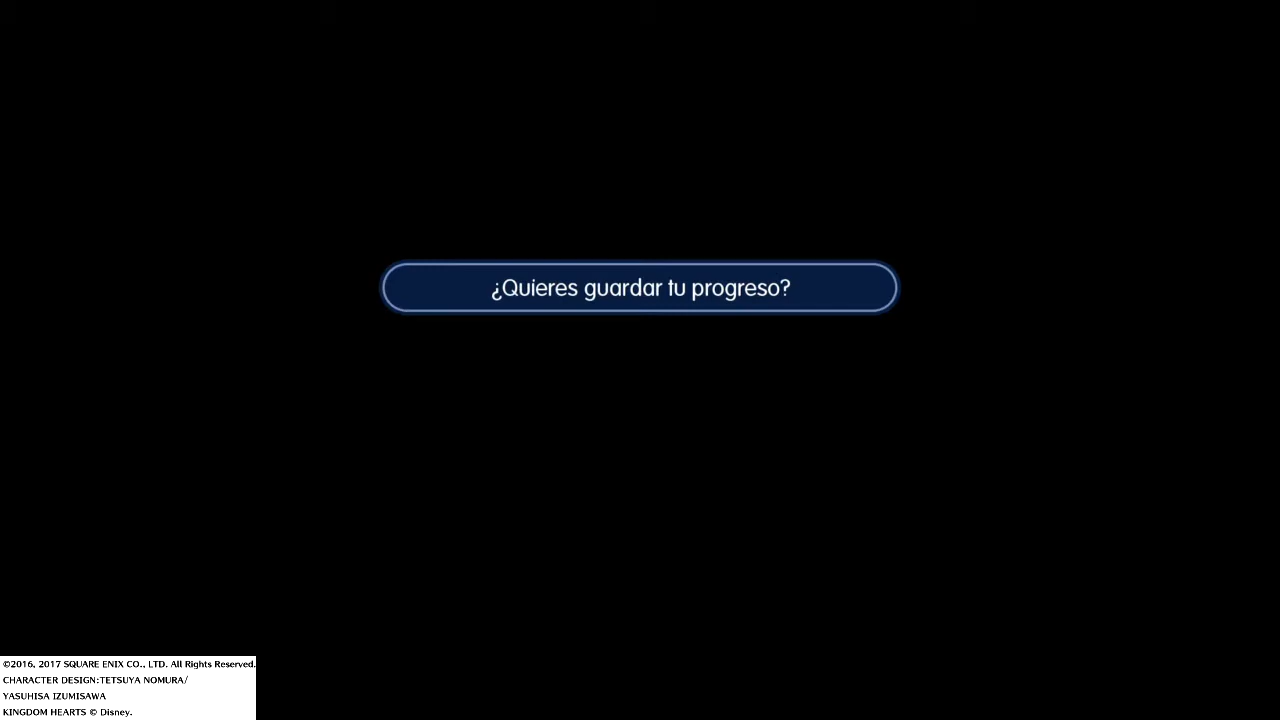 ¿Quieres guardar tu progreso?
©2016, 2017 SQUARE ENIX CO., LTD. All Rights Reserved.
CHARACTER DESIGN:TETSUYA NOMURA/
YASUHISA IZUMISAWA
KINGDOM HEARTS © Disney.